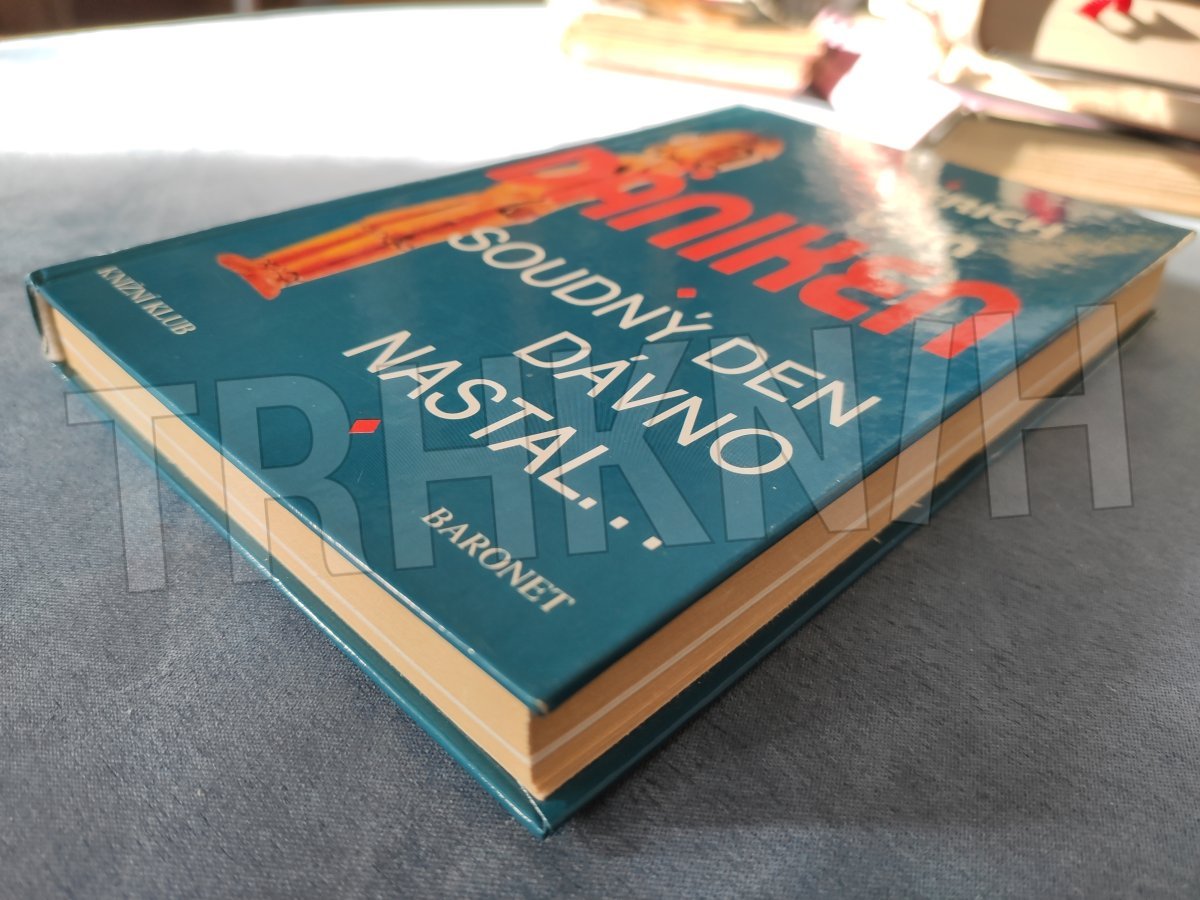 DÄNIKEN
SOUDNÝ DEN
DÁVNO
NASTAL...
KNIŽNÍ KLUB
BARONET
TRHKNIH